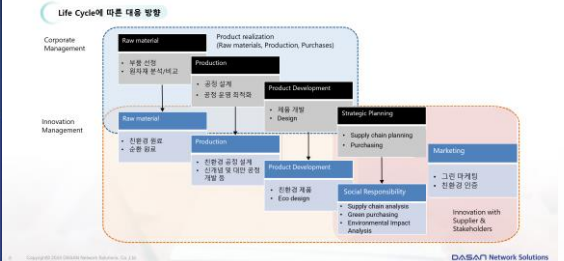 Life Cycle에 따른 대응 방향
Corporate
Management
Product realization
(Raw materials, Production, Purchases)
Raw material
• 부품 선정
• 원자재 분석/비교
Production
• 공정 설계
• 공정 운영 최적화
Product Development
• 제품 개발
• Design
Strategic Planning
• Supply chain planning
• Purchasing
Innovation
Management
Raw material
• 친환경 원료
• 순환 원료
Production
• 친환경 공정 설계
• 신개념 및 대안 공정
개발 등
Product Development
• 친환경 제품
• Eco design
Social Responsibility
• Supply chain analysis
• Green purchasing
• Environmental Impact
Analysis
Marketing
• 그린 마케팅
• 친환경 인증
Innovation with
Supplier &
Stakeholders
DASAN Network Solutions